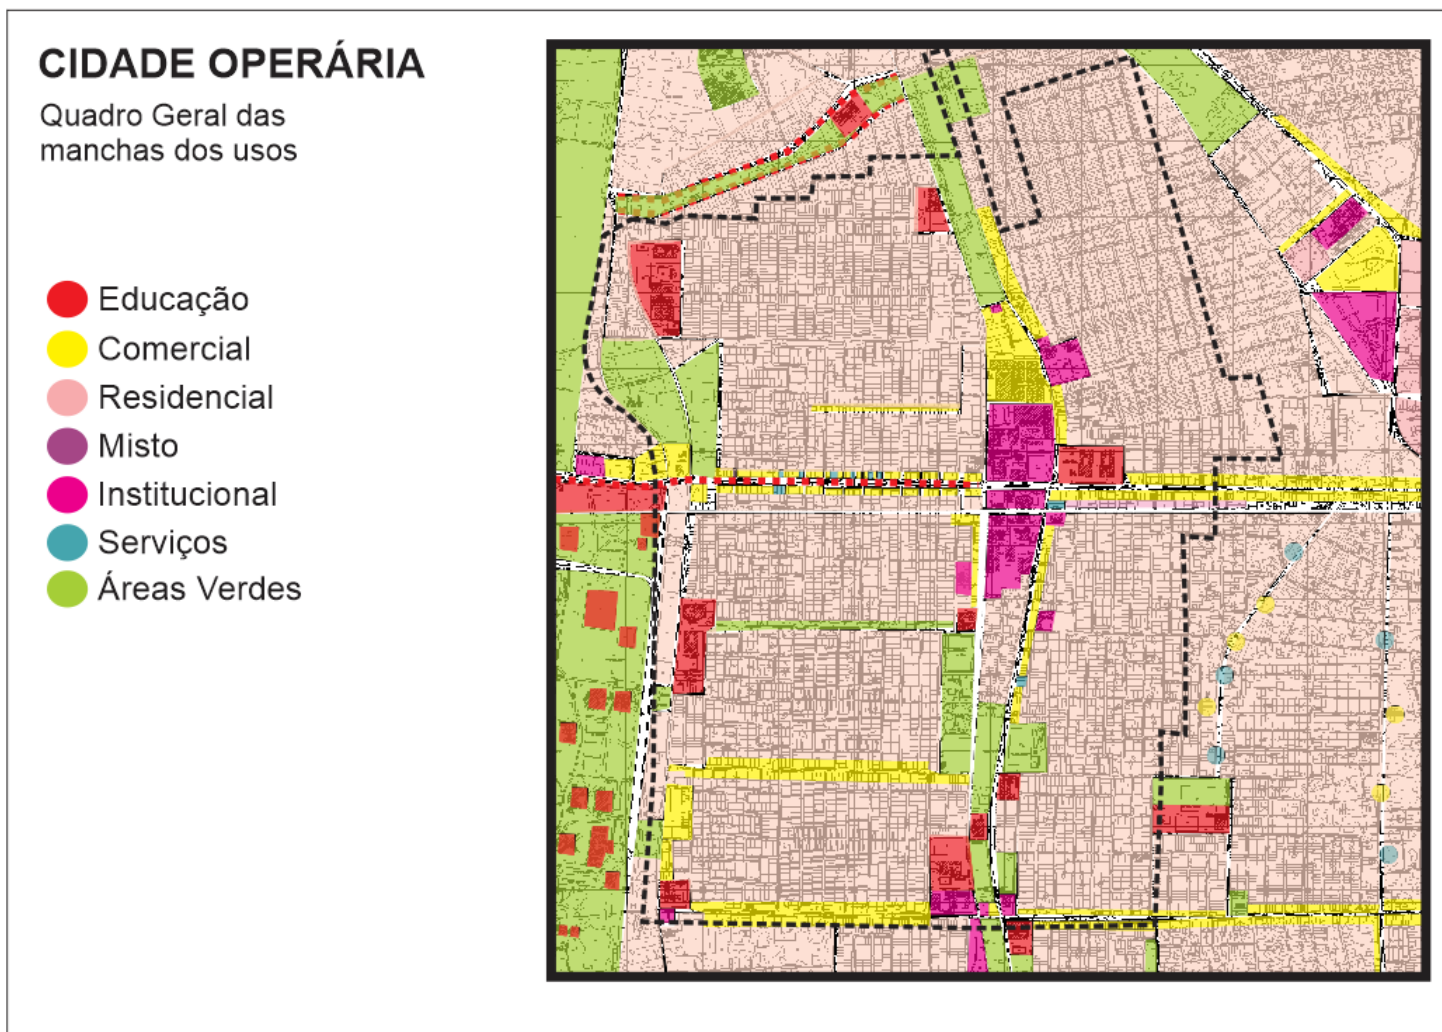 CIDADE OPERÁRIA
Quadro Geral das
manchas dos usos
Educação
Comercial
Residencial
Misto
Institucional
Serviços
Áreas Verdes